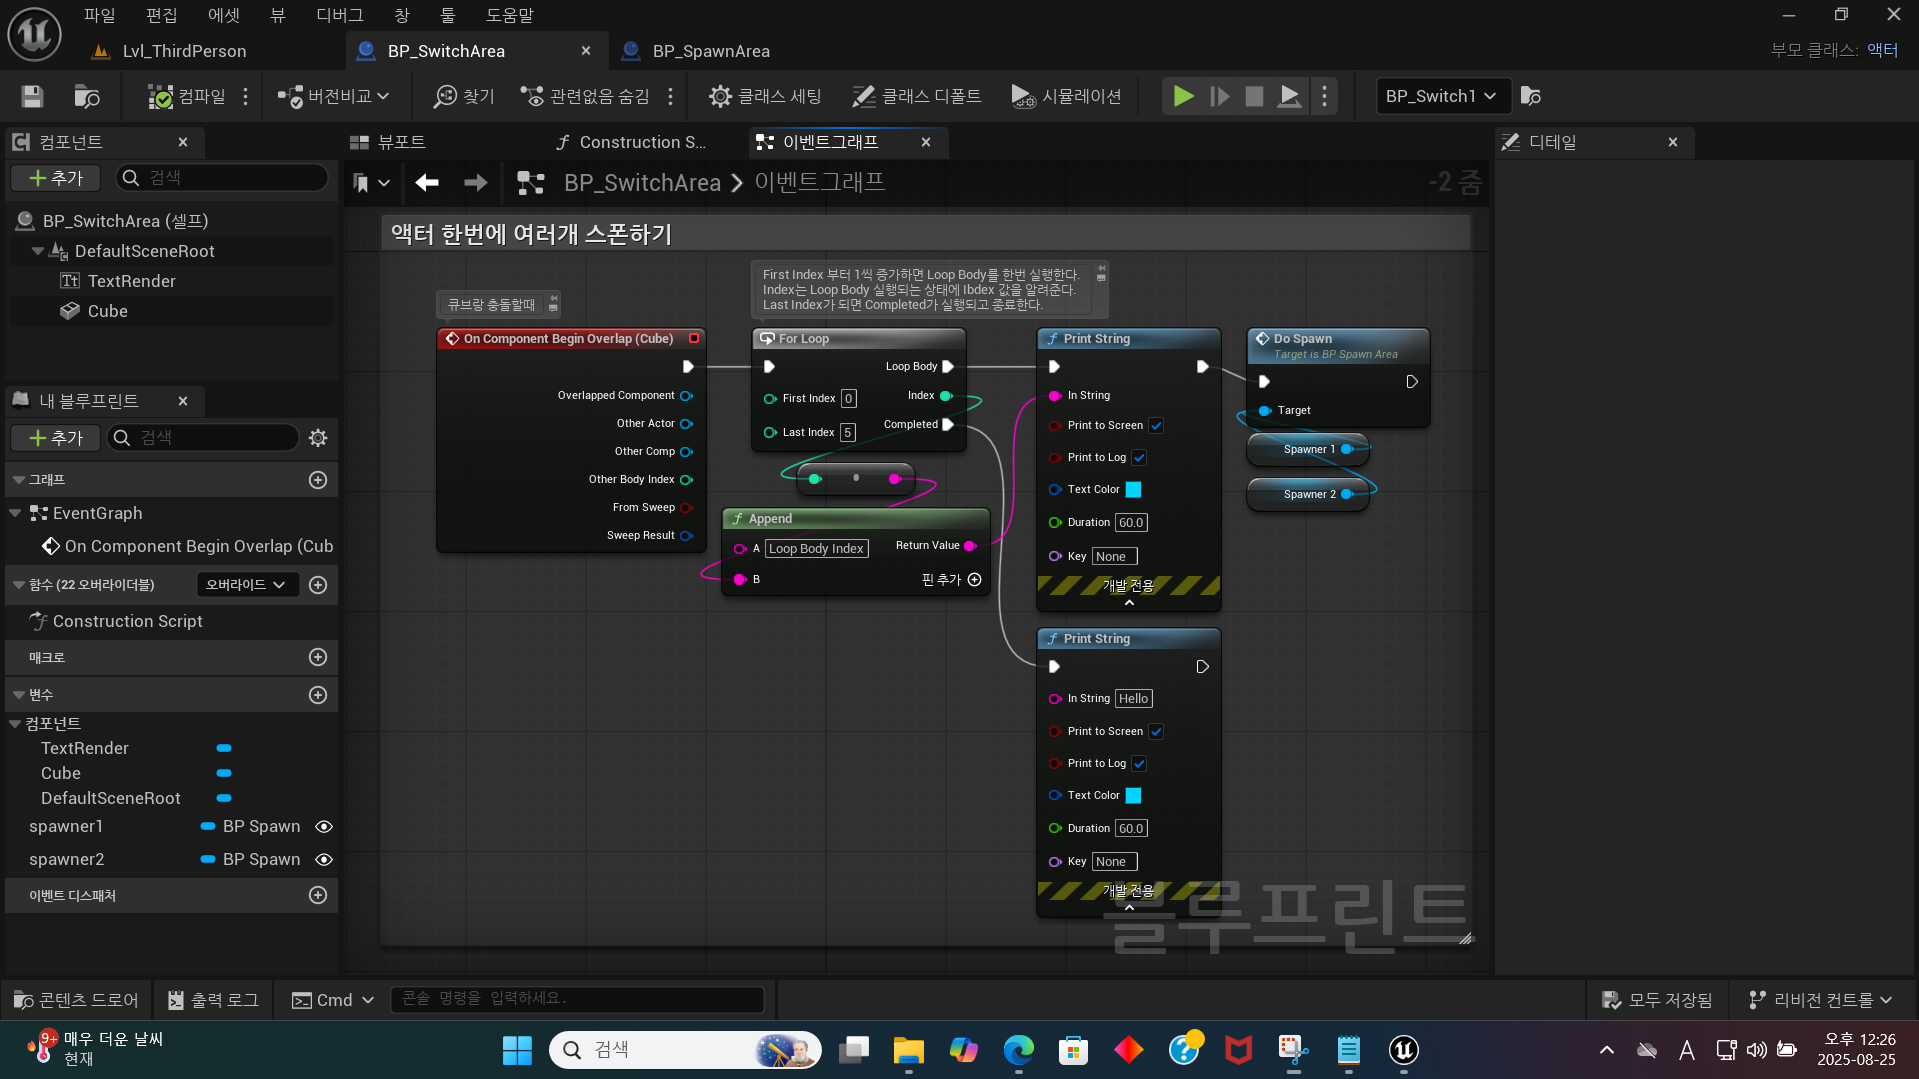 파일 편집 에셋 뷰 디버그 창 툴 도움말
Lvl_ThirdPerson BP_SwitchArea BP_SpawnArea 부모 클래스: 액터
컴파일 버전비교 찾기 관련없음 숨김 클래스 세팅 클래스 디폴트 시뮬레이션 BP_Switch1
컴포넌트 뷰포트 Construction S... 이벤트그래프 디테일
추가 검색
BP_SwitchArea 이벤트그래프 -2 줌
BP_SwitchArea (셀프)
DefaultSceneRoot
TextRender
Cube
액터 한번에 여러개 스폰하기
First Index 부터 1씩 증가하면 Loop Body를 한번 실행한다.
Index는 Loop Body 실행되는 상태에 Ibdex 값을 알려준다.
Last Index가 되면 Completed가 실행되고 종료한다.
큐브랑 충돌할때
On Component Begin Overlap (Cube)
Overlapped Component
Other Actor
Other Comp
Other Body Index
From Sweep
Sweep Result
For Loop
Loop Body
First Index 0 Index
Last Index 5 Completed
Append
A Loop Body Index Return Value
B 핀 추가
Print String
In String
Print to Screen
Print to Log
Text Color
Duration 60.0
Key None
개발 전용
Do Spawn
Target is BP Spawn Area
Target
Spawner 1
Spawner 2
Print String
In String Hello
Print to Screen
Print to Log
Text Color
Duration 60.0
Key None
개발 전용
블루프린트
내 블루프린트
추가 검색
그래프
EventGraph
On Component Begin Overlap (Cub
함수 (22 오버라이더블) 오버라이드
Construction Script
매크로
변수
컴포넌트
TextRender
Cube
DefaultSceneRoot
spawner1 BP Spawn
spawner2 BP Spawn
이벤트 디스패처
콘텐츠 드로어 출력 로그 Cmd 콘솔 명령을 입력하세요. 모두 저장됨 리비전 컨트롤
9+ 매우 더운 날씨
현재
검색
A
오후 12:26
2025-08-25